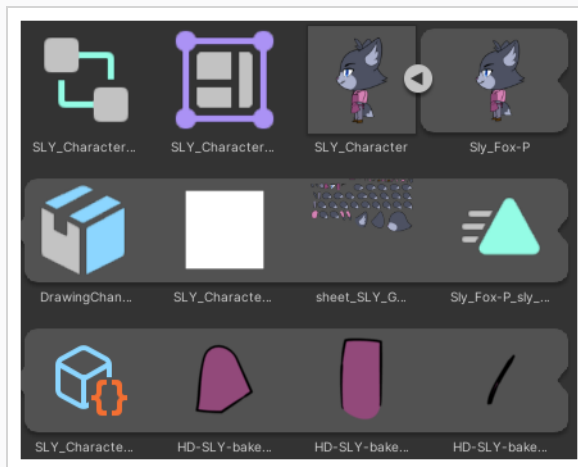 SLY_Character...
SLY_Character...
SLY_Character
Sly_Fox-P
DrawingChan...
SLY_Characte...
sheet_SLY_G...
Sly_Fox-P_sly_...
SLY_Characte...
HD-SLY-bake...
HD-SLY-bake...
HD-SLY-bake...